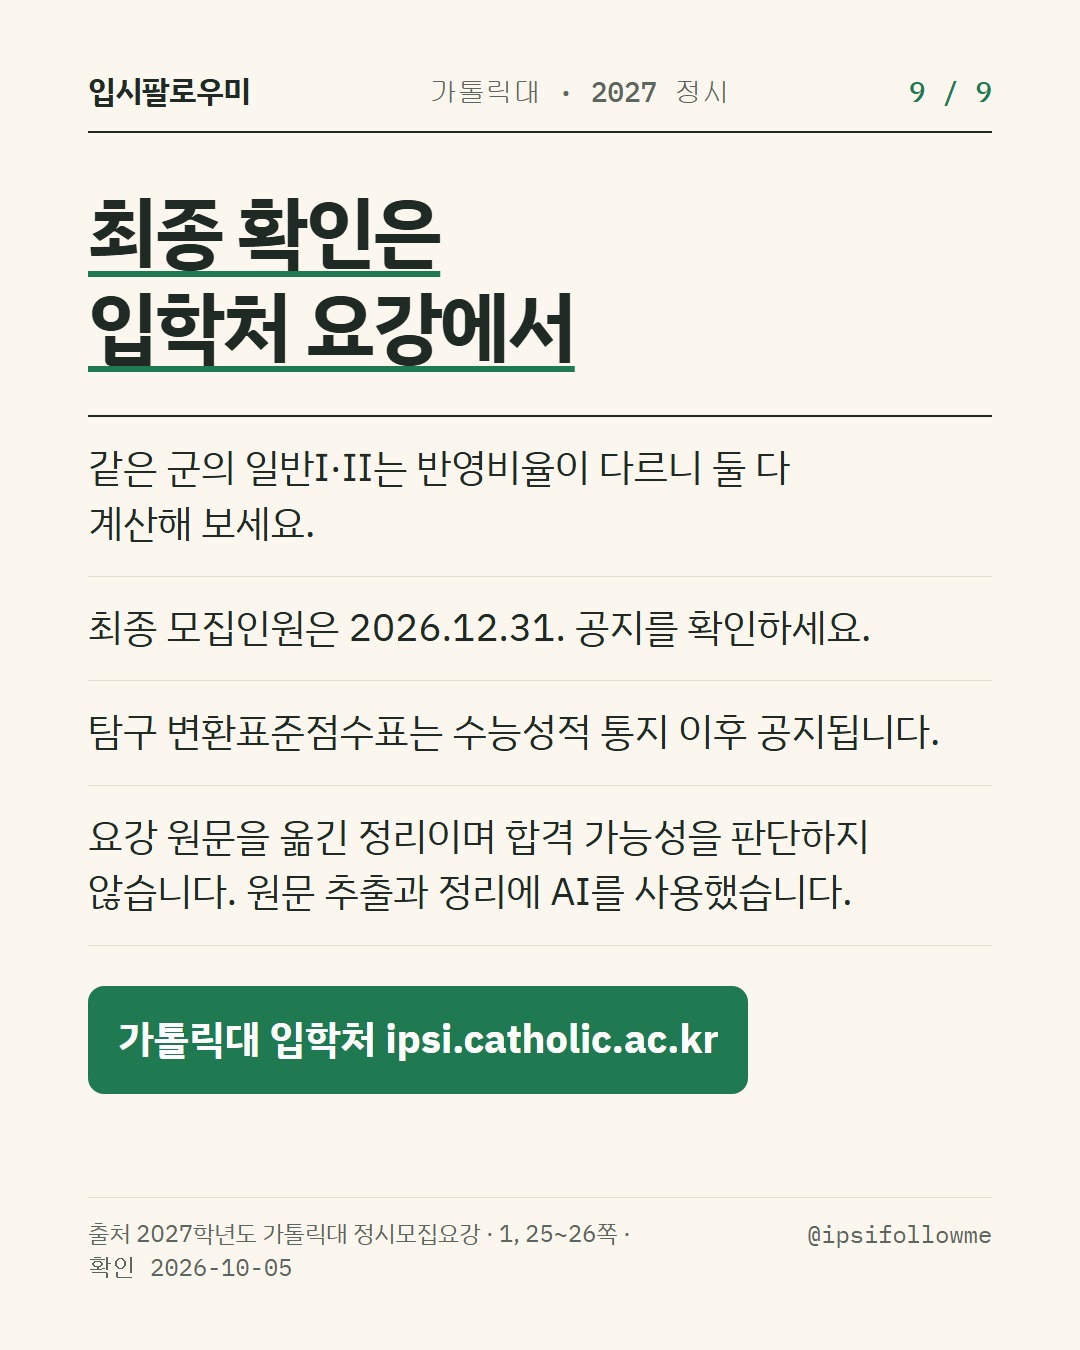 입시팔로우미
가톨릭대 · 2027 정시
9 / 9
최종 확인은
입학처 요강에서
같은 군의 일반I·II는 반영비율이 다르니 둘 다
계산해 보세요.
최종 모집인원은 2026.12.31. 공지를 확인하세요.
탐구 변환표준점수표는 수능성적 통지 이후 공지됩니다.
요강 원문을 옮긴 정리이며 합격 가능성을 판단하지
않습니다. 원문 추출과 정리에 AI를 사용했습니다.
가톨릭대 입학처 ipsi.catholic.ac.kr
출처 2027학년도 가톨릭대 정시모집요강 · 1, 25~26쪽 ·
확인 2026-10-05
@ipsifollowme